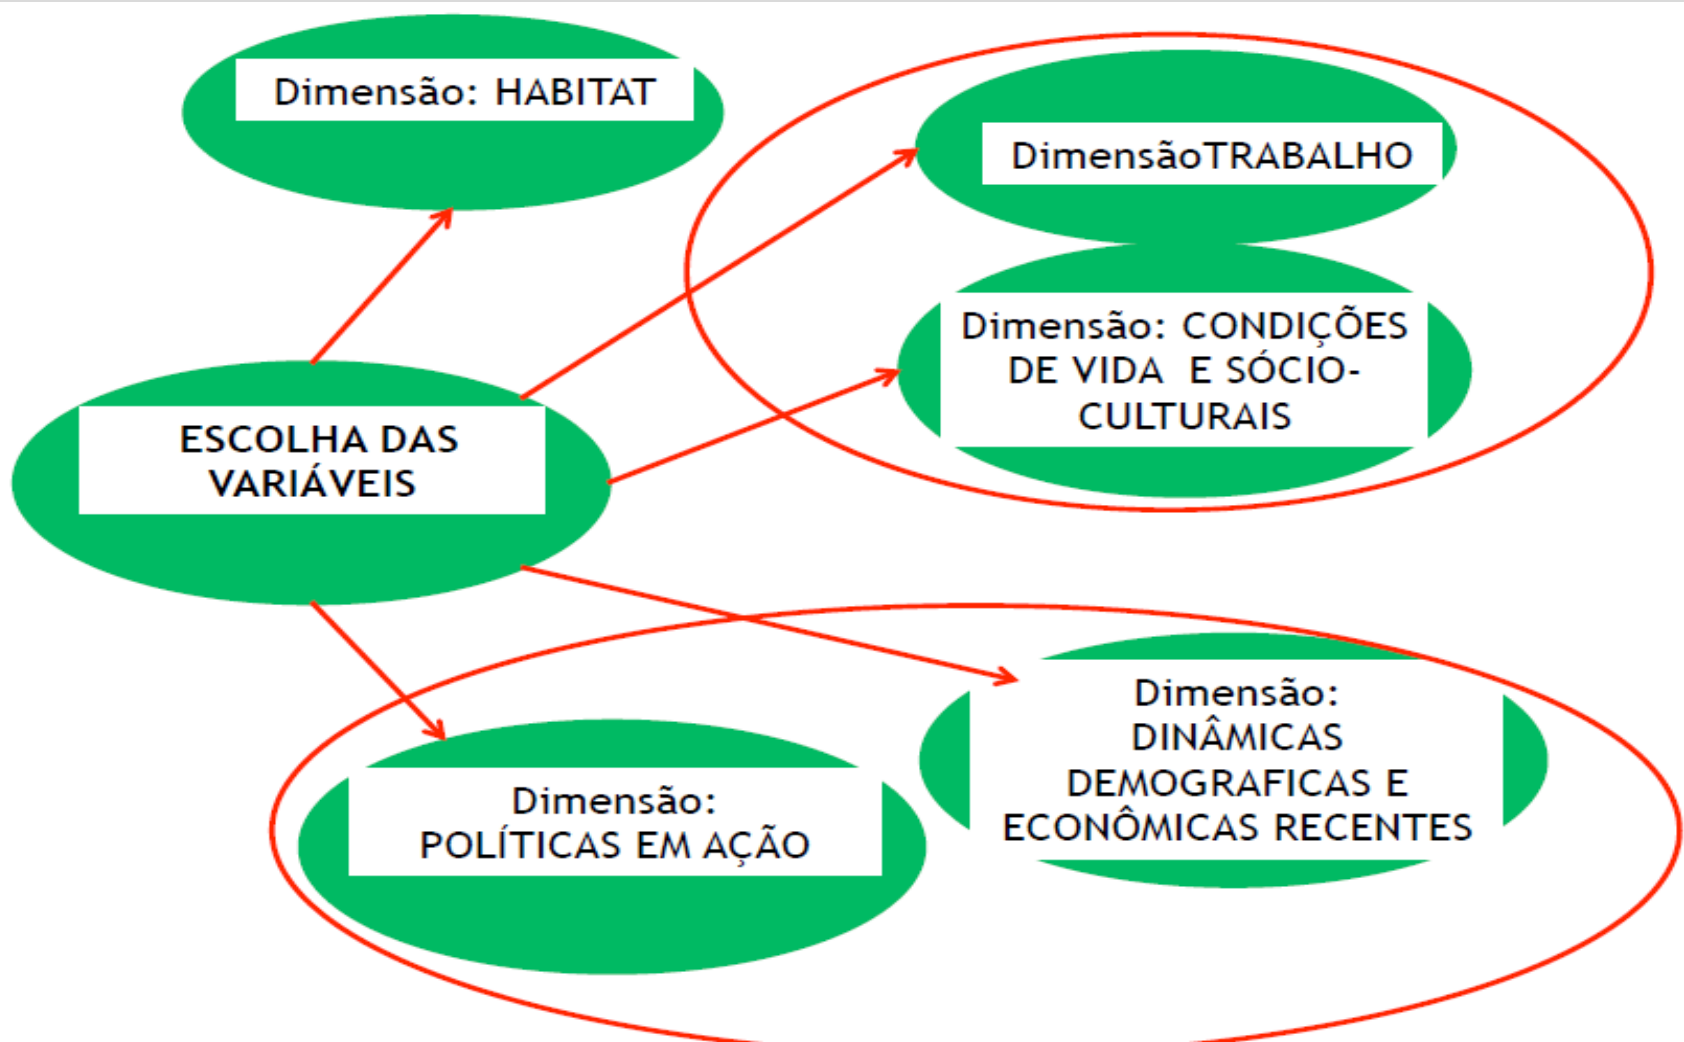 Dimensão: HABITAT
DimensãoTRABALHO
Dimensão: CONDIÇÕES
DE VIDA  E SÓCIO-
CULTURAIS
ESCOLHA DAS
VARIÁVEIS
Dimensão:
DINÂMICAS
DEMOGRAFICAS E
ECONÔMICAS RECENTES
Dimensão:
POLÍTICAS EM AÇÃO